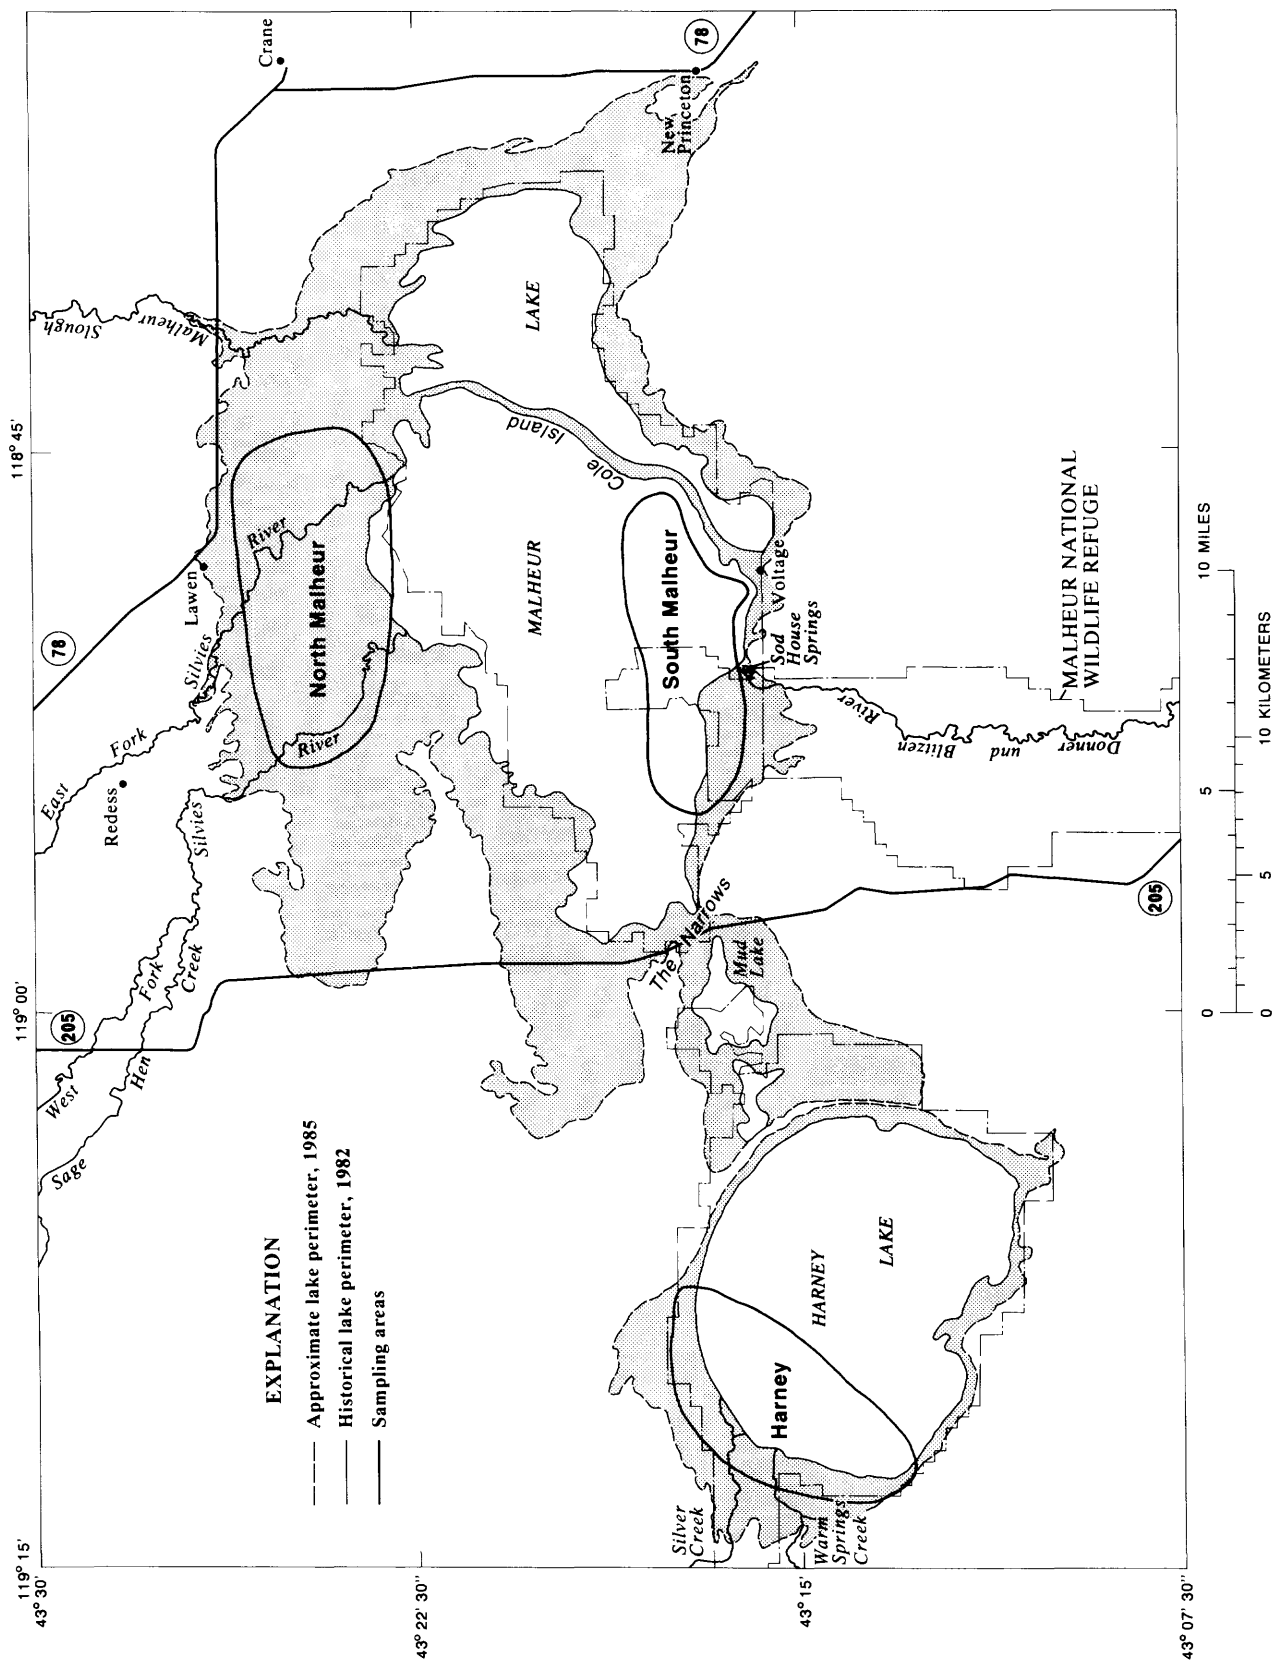 119° 15'
119° 00'
118° 45'
43° 30'
43° 22' 30"
43° 15'
43° 07' 30"
EXPLANATION
Approximate lake perimeter, 1985
Historical lake perimeter, 1982
Sampling areas
Crane
78
New
Princeton
Slough
Malheur
78
Lawen
Silvies
East
Fork
Redess
River
North Malheur
River
Silvies
205
West
Fork
Creek
Sage
Hen
LAKE
MALHEUR
Cole
Island
South Malheur
Voltage
Sod
House
Springs
MALHEUR NATIONAL
WILDLIFE REFUGE
Donner
und
Blitzen
River
205
The Narrows
Mud
Lake
HARNEY
LAKE
Harney
Silver
Creek
Warm
Springs
Creek
0
5
10 MILES
0
5
10 KILOMETERS